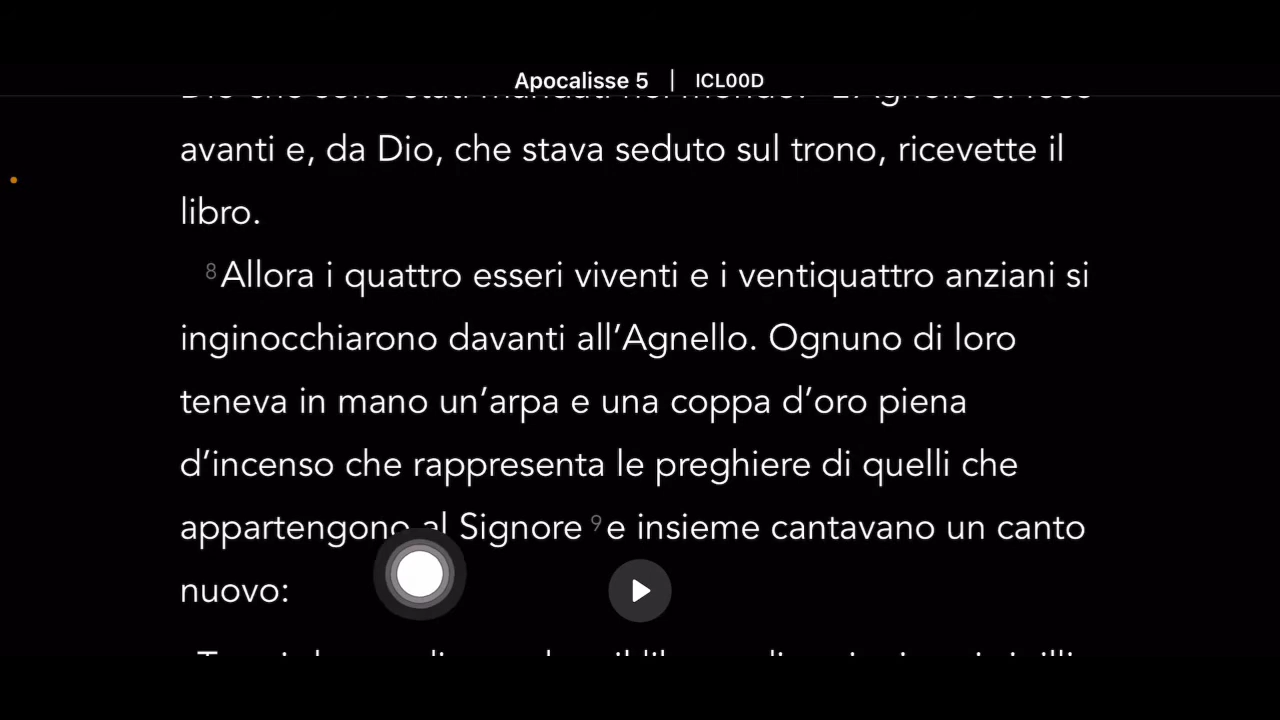 Apocalisse 5 | ICL00D
avanti e, da Dio, che stava seduto sul trono, ricevette il
libro.
8 Allora i quattro esseri viventi e i ventiquattro anziani si
inginocchiarono davanti all’Agnello. Ognuno di loro
teneva in mano un’arpa e una coppa d’oro piena
d’incenso che rappresenta le preghiere di quelli che
appartengono al Signore 9 e insieme cantavano un canto
nuovo: